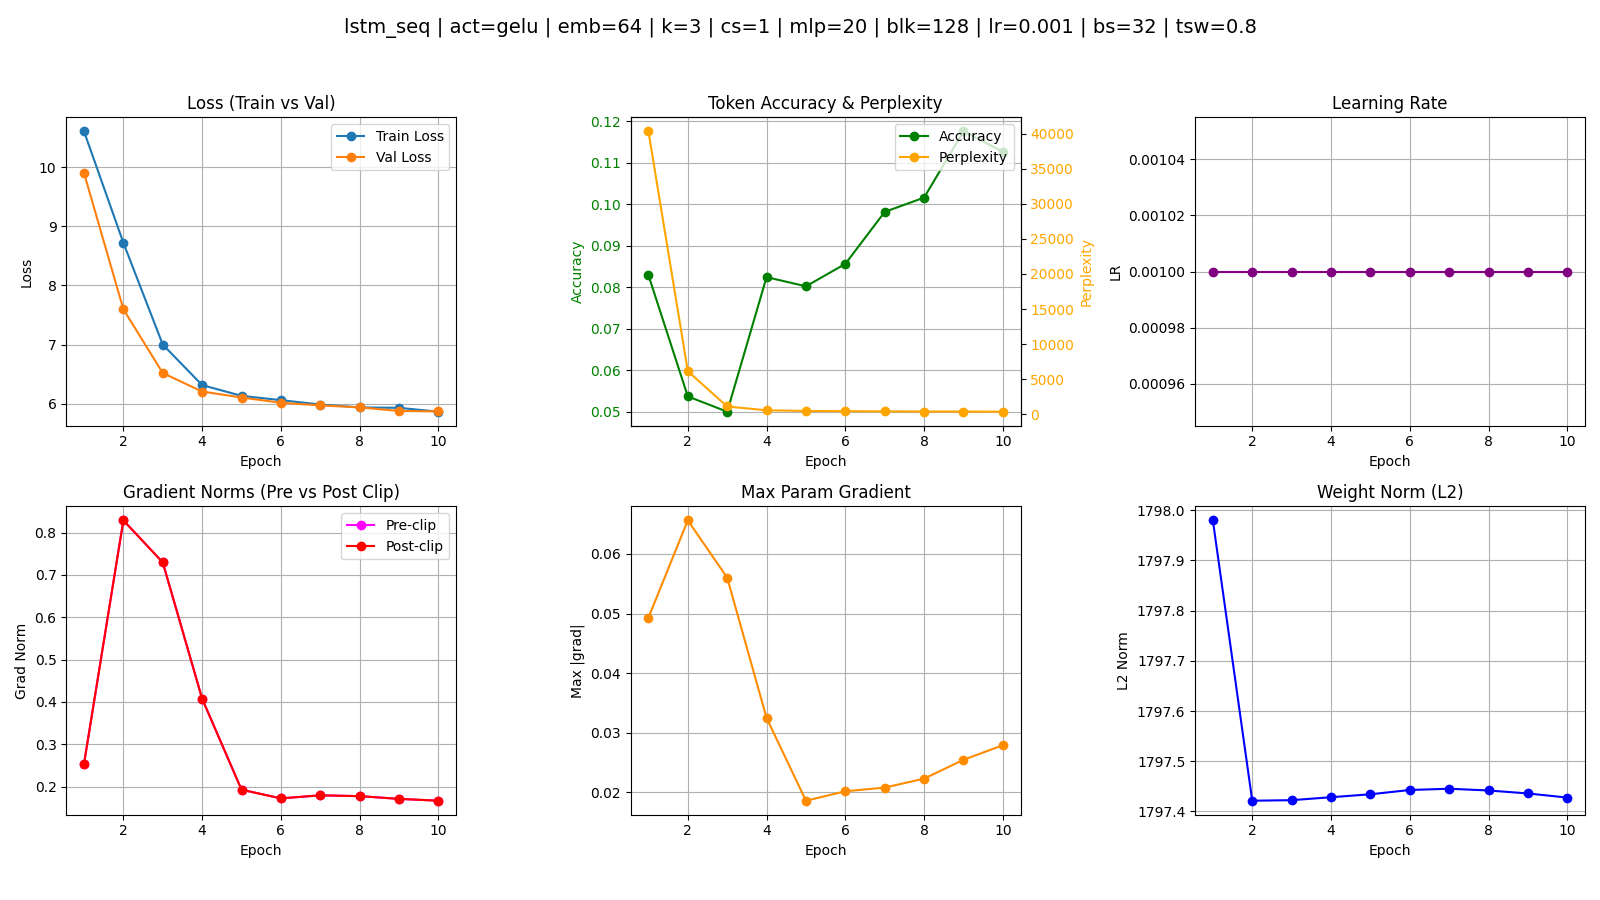 lstm_seq | act=gelu | emb=64 | k=3 | cs=1 | mlp=20 | blk=128 | lr=0.001 | bs=32 | tsw=0.8
Loss (Train vs Val)
Train Loss
Val Loss
10
9
8
7
6
Loss
2 4 6 8 10
Epoch
Token Accuracy & Perplexity
Accuracy
Perplexity
0.12
0.11
0.10
0.09
0.08
0.07
0.06
0.05
Accuracy
40000
35000
30000
25000
20000
15000
10000
5000
0
Perplexity
2 4 6 8 10
Epoch
Learning Rate
0.00104
0.00102
0.00100
0.00098
0.00096
LR
2 4 6 8 10
Epoch
Gradient Norms (Pre vs Post Clip)
Pre-clip
Post-clip
0.8
0.7
0.6
0.5
0.4
0.3
0.2
Grad Norm
2 4 6 8 10
Epoch
Max Param Gradient
0.06
0.05
0.04
0.03
0.02
Max |grad|
2 4 6 8 10
Epoch
Weight Norm (L2)
1798.0
1797.9
1797.8
1797.7
1797.6
1797.5
1797.4
L2 Norm
2 4 6 8 10
Epoch